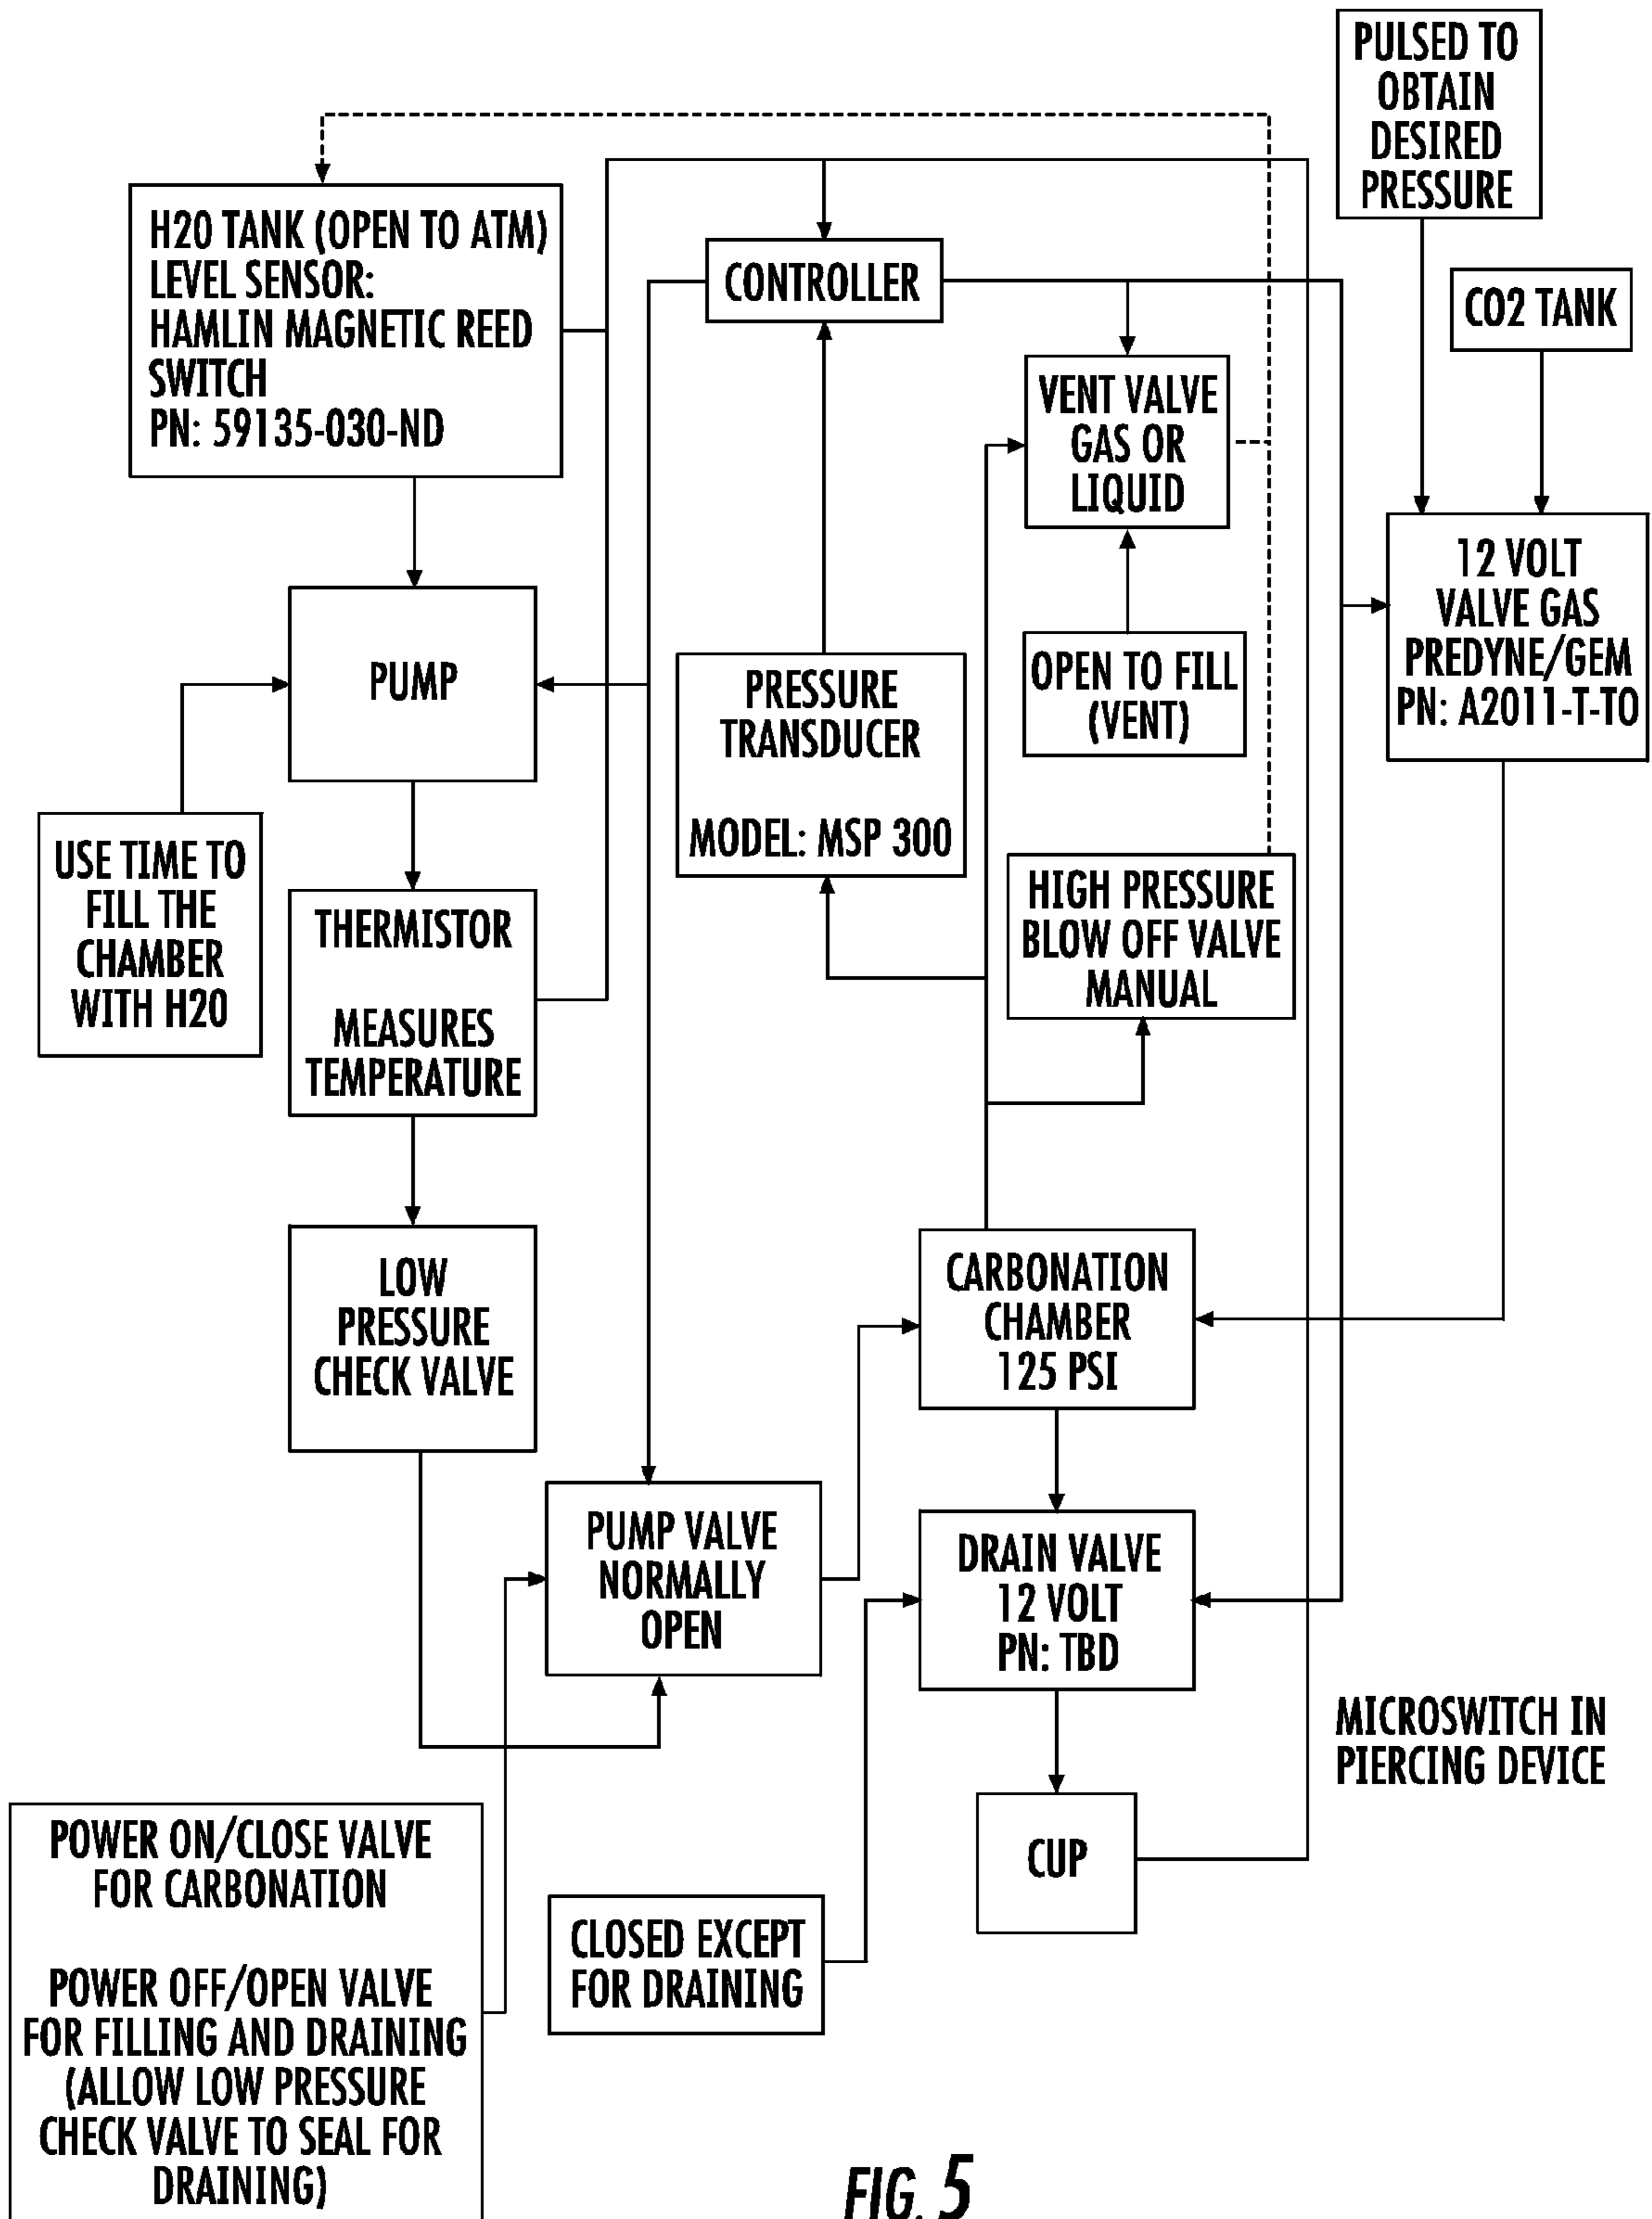 PULSED TO
OBTAIN
DESIRED
PRESSURE
H20 TANK (OPEN TO ATM)
LEVEL SENSOR:
HAMLIN MAGNETIC REED
SWITCH
PN: 59135-030-ND
CONTROLLER
CO2 TANK
VENT VALVE
GAS OR
LIQUID
12 VOLT
VALVE GAS
PREDYNE/GEM
PN: A2011-T-TO
PUMP
PRESSURE
TRANSDUCER
MODEL: MSP 300
OPEN TO FILL
(VENT)
USE TIME TO
FILL THE
CHAMBER
WITH H20
THERMISTOR
MEASURES
TEMPERATURE
HIGH PRESSURE
BLOW OFF VALVE
MANUAL
LOW
PRESSURE
CHECK VALVE
CARBONATION
CHAMBER
125 PSI
PUMP VALVE
NORMALLY
OPEN
DRAIN VALVE
12 VOLT
PN: TBD
MICROSWITCH IN
PIERCING DEVICE
CUP
POWER ON/CLOSE VALVE
FOR CARBONATION
POWER OFF/OPEN VALVE
FOR FILLING AND DRAINING
(ALLOW LOW PRESSURE
CHECK VALVE TO SEAL FOR
DRAINING)
CLOSED EXCEPT
FOR DRAINING
FIG. 5